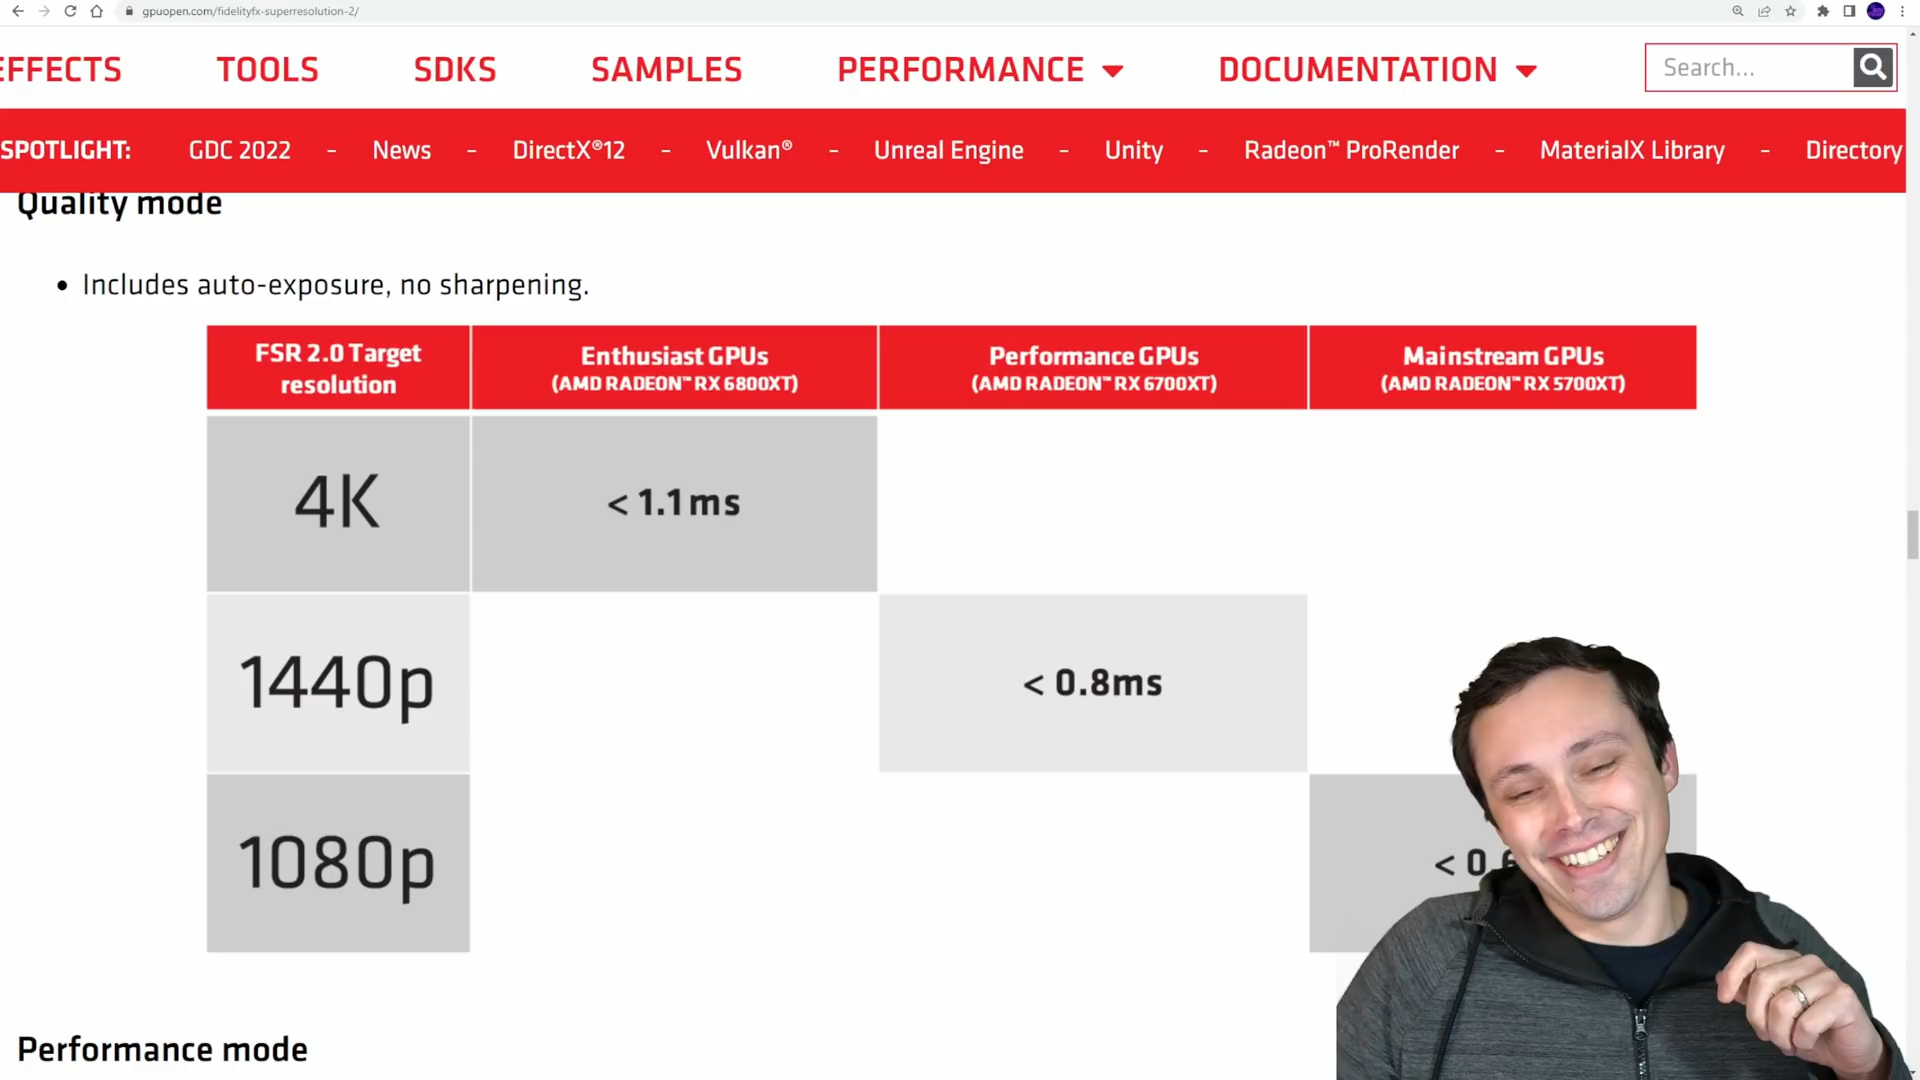 gpuopen.com/fidelityfx-superresolution-2/
EFFECTS TOOLS SDKS SAMPLES PERFORMANCE DOCUMENTATION Search...
SPOTLIGHT: GDC 2022 - News - DirectX®12 - Vulkan® - Unreal Engine - Unity - Radeon™ ProRender - MaterialX Library - Directory
Quality mode
• Includes auto-exposure, no sharpening.
FSR 2.0 Target
resolution
Enthusiast GPUs
(AMD RADEON™ RX 6800XT)
Performance GPUs
(AMD RADEON™ RX 6700XT)
Mainstream GPUs
(AMD RADEON™ RX 5700XT)
4K < 1.1ms
1440p < 0.8ms
1080p <
Performance mode